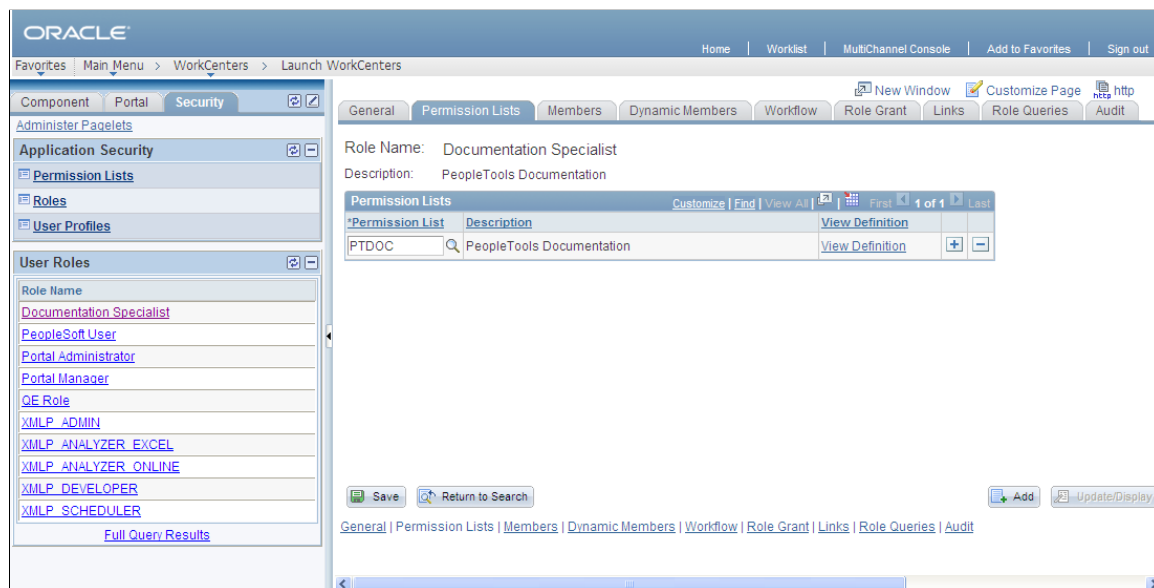 ORACLE
Home | Worklist | MultiChannel Console | Add to Favorites | Sign out
Favorites Main Menu > WorkCenters > Launch WorkCenters
Component Portal Security
Administer Pagelets
Application Security
Permission Lists
Roles
User Profiles
User Roles
Role Name
Documentation Specialist
PeopleSoft User
Portal Administrator
Portal Manager
QE Role
XMLP_ADMIN
XMLP_ANALYZER_EXCEL
XMLP_ANALYZER_ONLINE
XMLP_DEVELOPER
XMLP_SCHEDULER
Full Query Results
New Window Customize Page http
General Permission Lists Members Dynamic Members Workflow Role Grant Links Role Queries Audit
Role Name: Documentation Specialist
Description: PeopleTools Documentation
Permission Lists Customize | Find | View All | | First 1 of 1 Last
*Permission List Description View Definition
PTDOC PeopleTools Documentation View Definition
Save Return to Search Add Update/Display
General | Permission Lists | Members | Dynamic Members | Workflow | Role Grant | Links | Role Queries | Audit